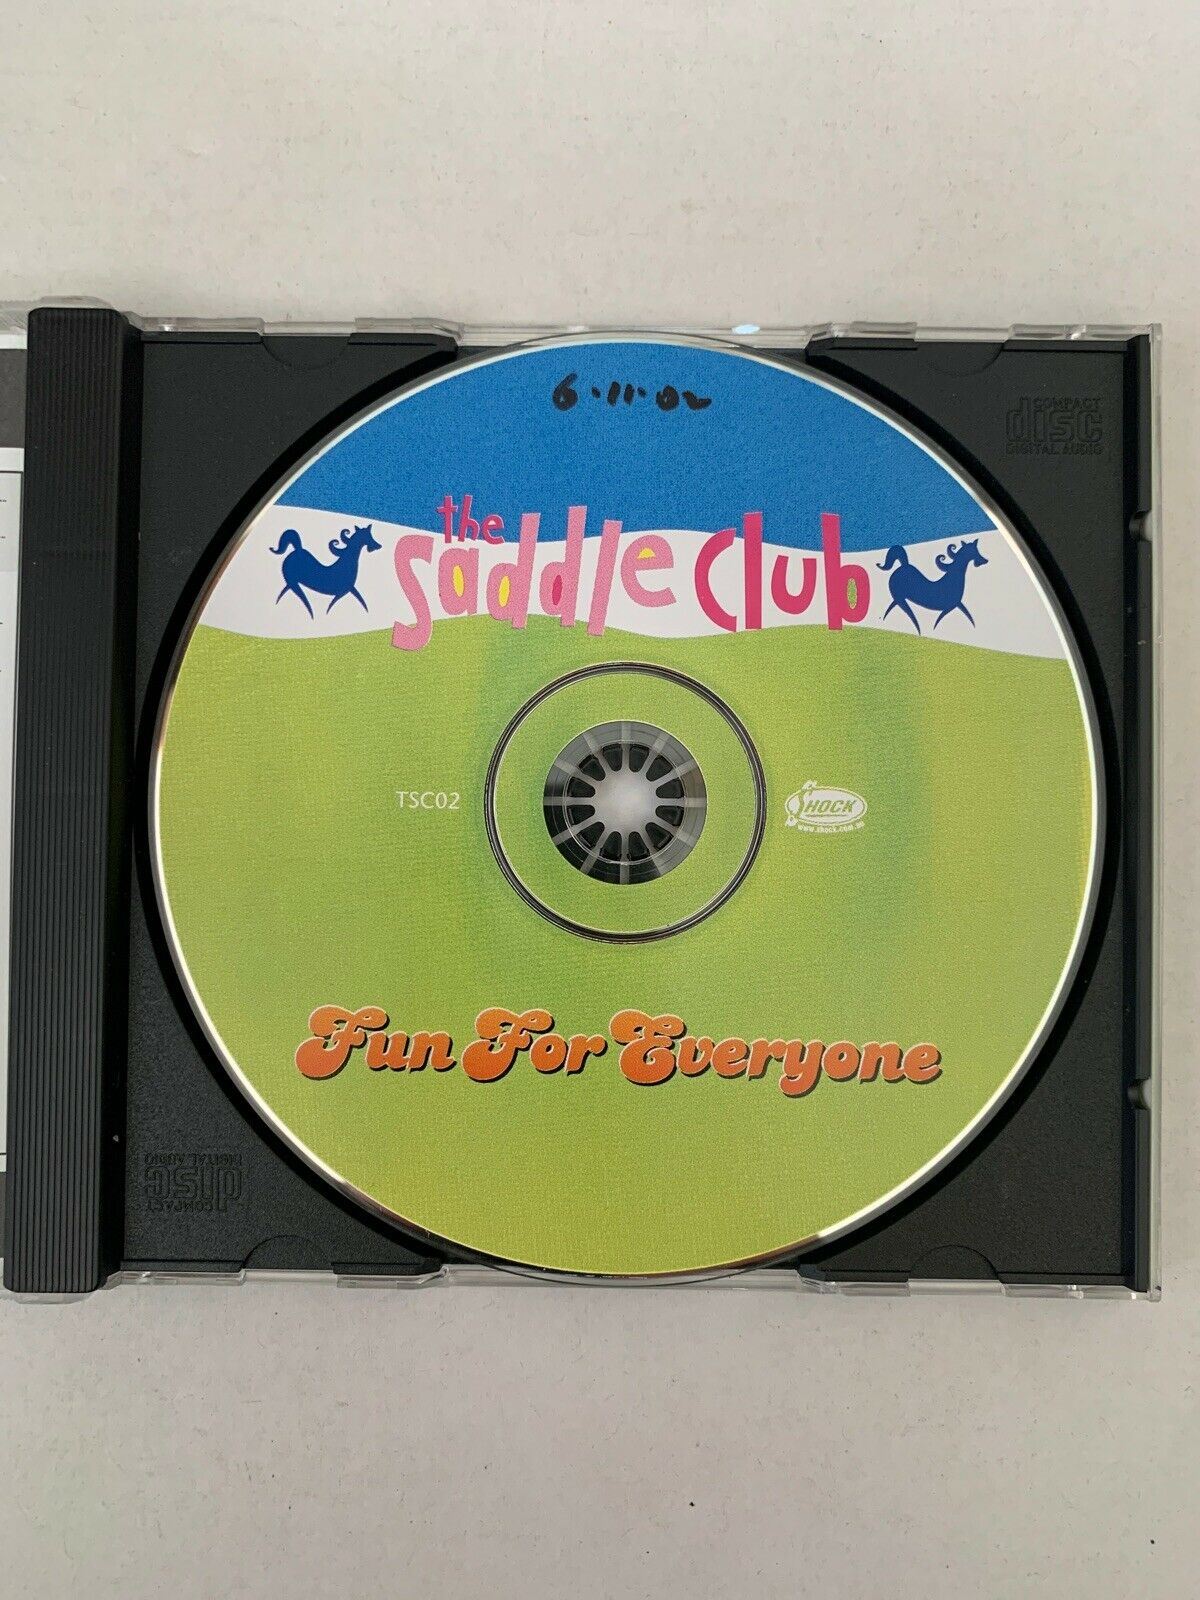 6.11.02
COMPACT
disc
DIGITAL AUDIO
the
saddle club
TSC02
SHOCK
www.shock.com.au
Fun For Everyone
COMPACT
disc
DIGITAL AUDIO